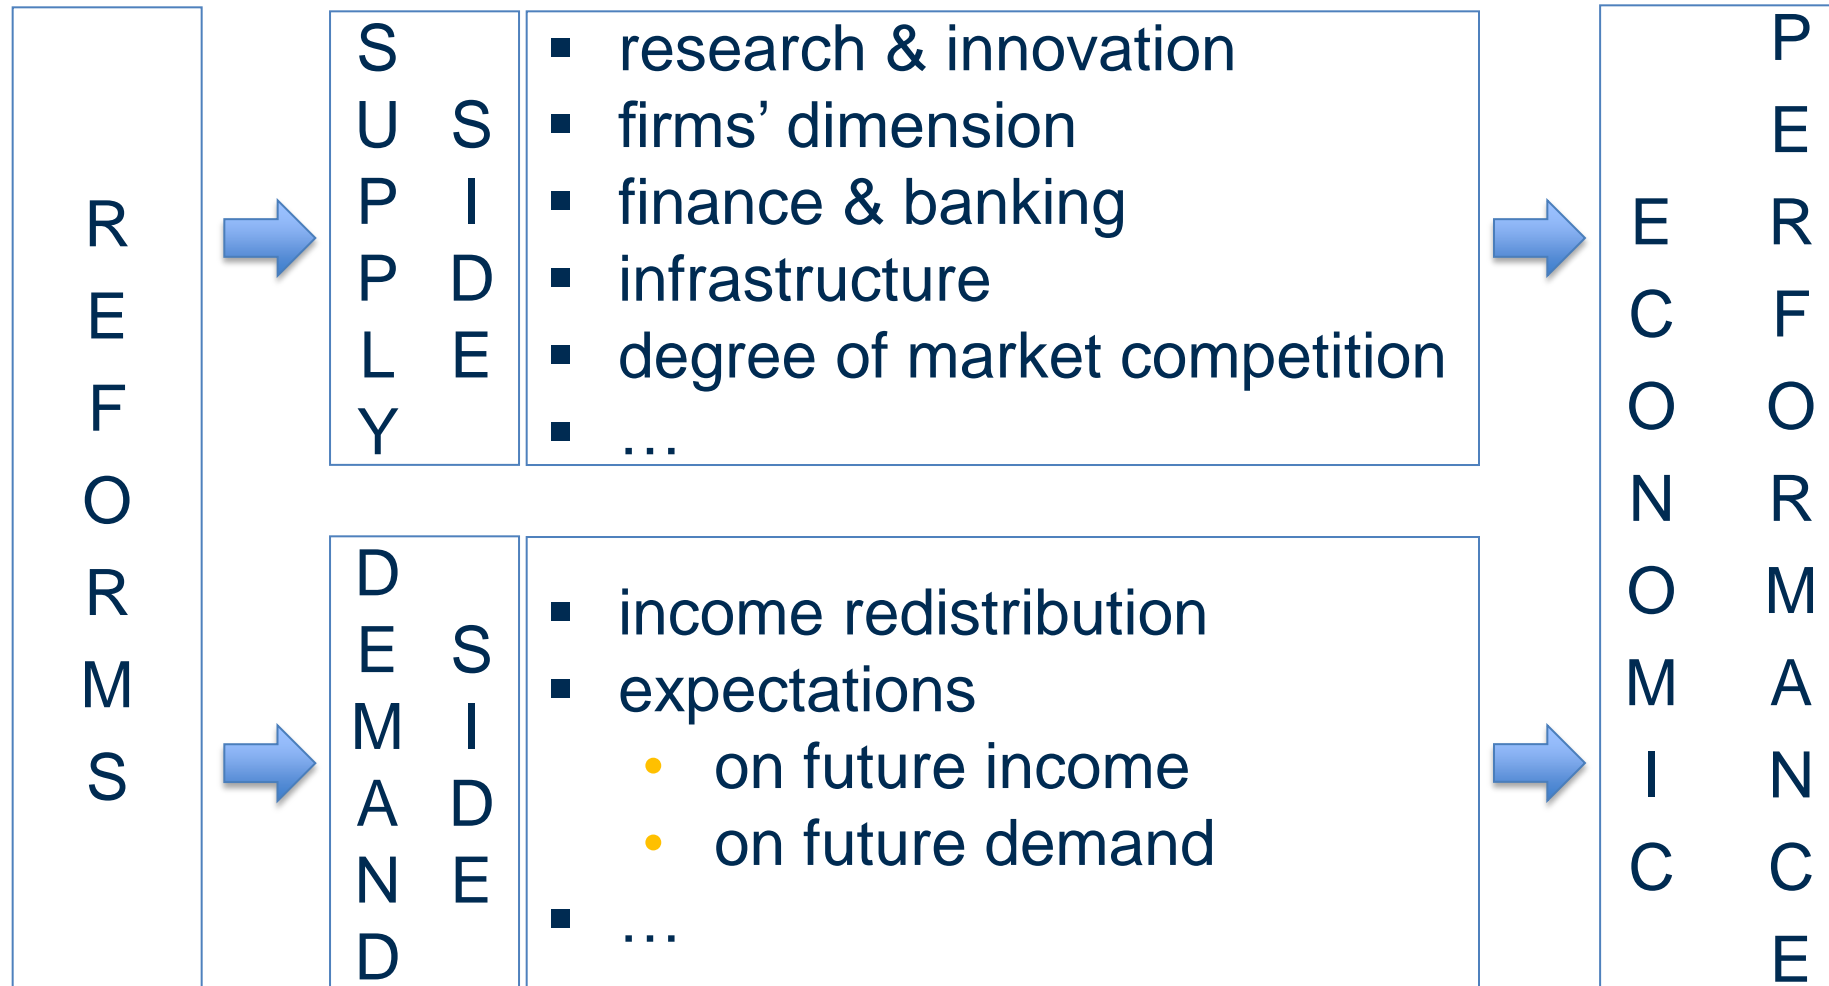 REFORMS
SUPPLY
SIDE
▪ research & innovation
▪ firms’ dimension
▪ finance & banking
▪ infrastructure
▪ degree of market competition
▪ …
DEMAND
SIDE
▪ income redistribution
▪ expectations
• on future income
• on future demand
▪ …
ECONOMIC
PERFORMANCE